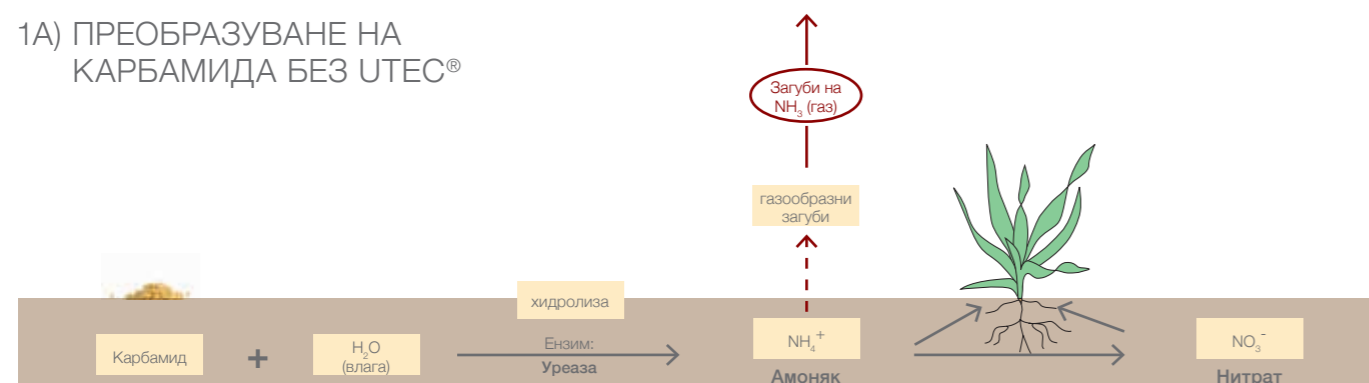 1А) ПРЕОБРАЗУВАНЕ НА
КАРБАМИДА БЕЗ UTEC®
Загуби на
NH₃ (газ)
газообразни
загуби
хидролиза
Карбамид
+
H₂O
(влага)
Ензим:
Уреаза
NH₄⁺
Амоняк
NO₃⁻
Нитрат